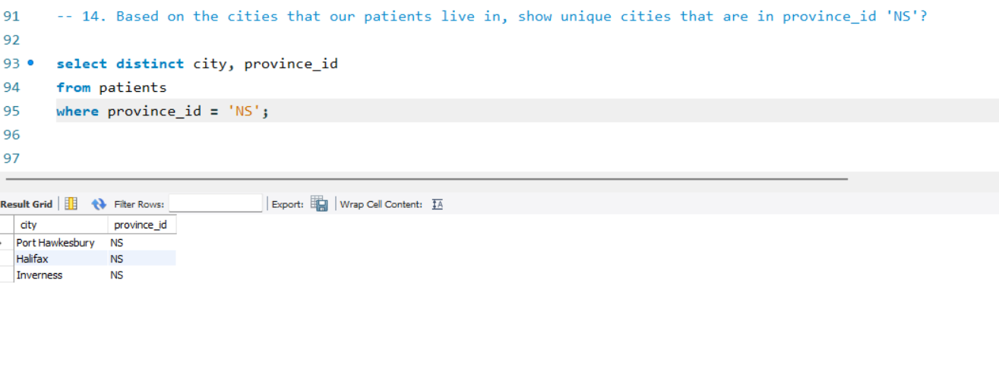 91 -- 14. Based on the cities that our patients live in, show unique cities that are in province_id 'NS'?
92
93 select distinct city, province_id
94 from patients
95 where province_id = 'NS';
96
97
Result Grid Filter Rows: Export: Wrap Cell Content:
city province_id
Port Hawkesbury NS
Halifax NS
Inverness NS